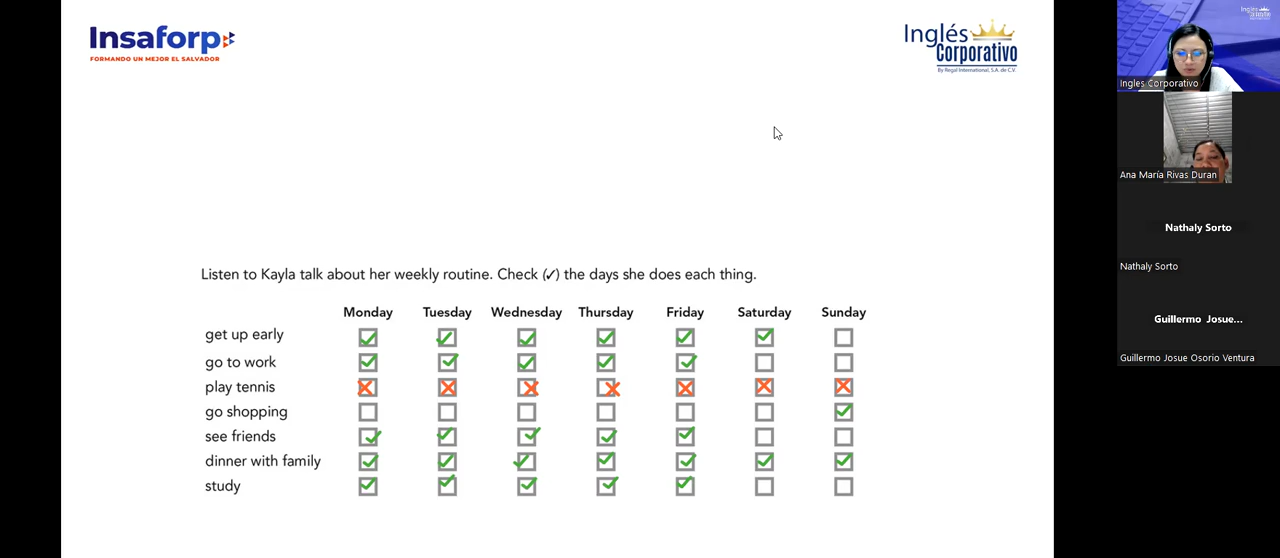 Insaforp
FORMANDO UN MEJOR EL SALVADOR
Inglés
Corporativo
By Regal International, S.A. de C.V.
Listen to Kayla talk about her weekly routine. Check (✓) the days she does each thing.
Monday Tuesday Wednesday Thursday Friday Saturday Sunday
get up early
go to work
play tennis
go shopping
see friends
dinner with family
study
Inglés
Corporativo
Ingles Corporativo
Ana María Rivas Duran
Nathaly Sorto
Nathaly Sorto
Guillermo Josue...
Guillermo Josue Osorio Ventura